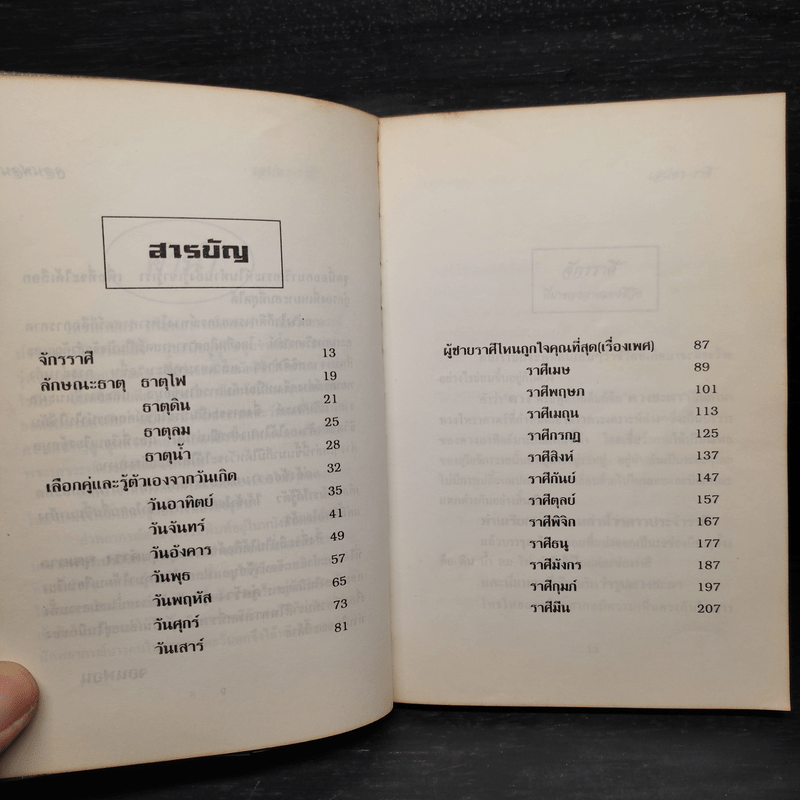 สารบัญ
จักรราศี 13
ลักษณะธาตุ ธาตุไฟ 19
ธาตุดิน 21
ธาตุลม 25
ธาตุน้ำ 28
เลือกคู่และรู้ตัวเองจากวันเกิด 32
วันอาทิตย์ 35
วันจันทร์ 41
วันอังคาร 49
วันพุธ 57
วันพฤหัส 65
วันศุกร์ 73
วันเสาร์ 81
ผู้ชายราศีไหนถูกใจคุณที่สุด(เรื่องเพศ) 87
ราศีเมษ 89
ราศีพฤษภ 101
ราศีเมถุน 113
ราศีกรกฎ 125
ราศีสิงห์ 137
ราศีกันย์ 147
ราศีตุลย์ 157
ราศีพิจิก 167
ราศีธนู 177
ราศีมังกร 187
ราศีกุมภ์ 197
ราศีมีน 207